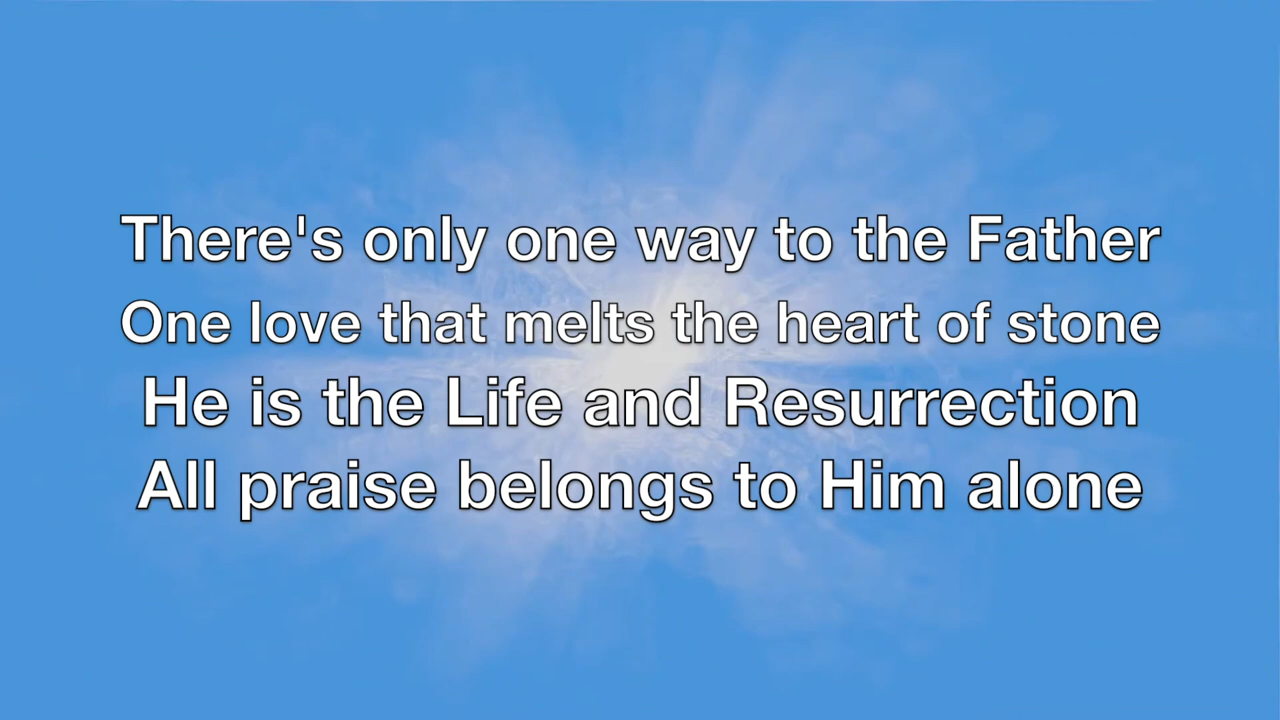 There's only one way to the Father
One love that melts the heart of stone
He is the Life and Resurrection
All praise belongs to Him alone